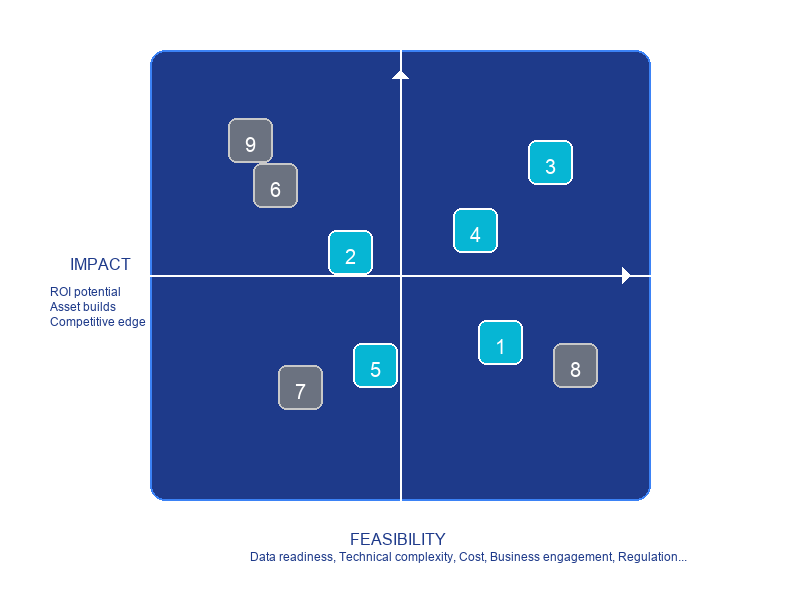 9
3
6
4
2
IMPACT
ROI potential
Asset builds
Competitive edge
1
5
8
7
FEASIBILITY
Data readiness, Technical complexity, Cost, Business engagement, Regulation...